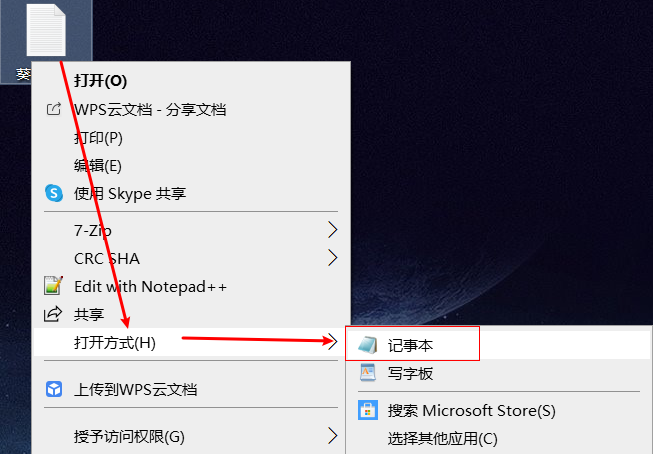 葵
打开(O)
WPS云文档 - 分享文档
打印(P)
编辑(E)
使用 Skype 共享
7-Zip
CRC SHA
Edit with Notepad++
共享
打开方式(H)
记事本
写字板
上传到WPS云文档
搜索 Microsoft Store(S)
授予访问权限(G)
选择其他应用(C)